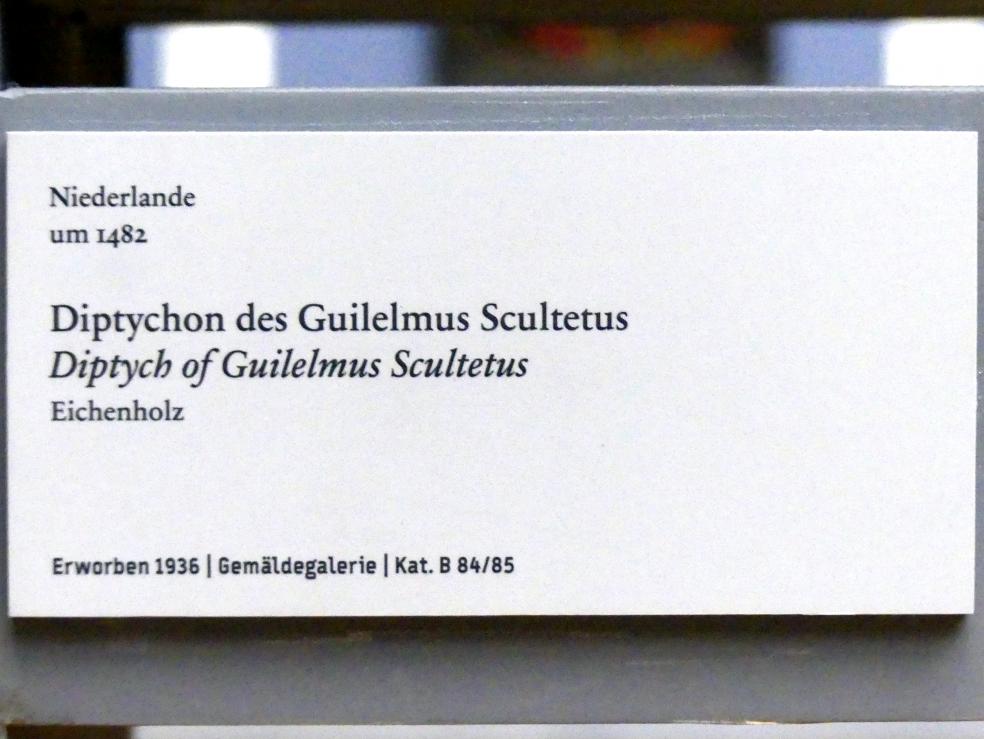 Niederlande
um 1482
Diptychon des Guilelmus Scultetus
Diptych of Guilelmus Scultetus
Eichenholz
Erworben 1936 | Gemäldegalerie | Kat. B 84/85